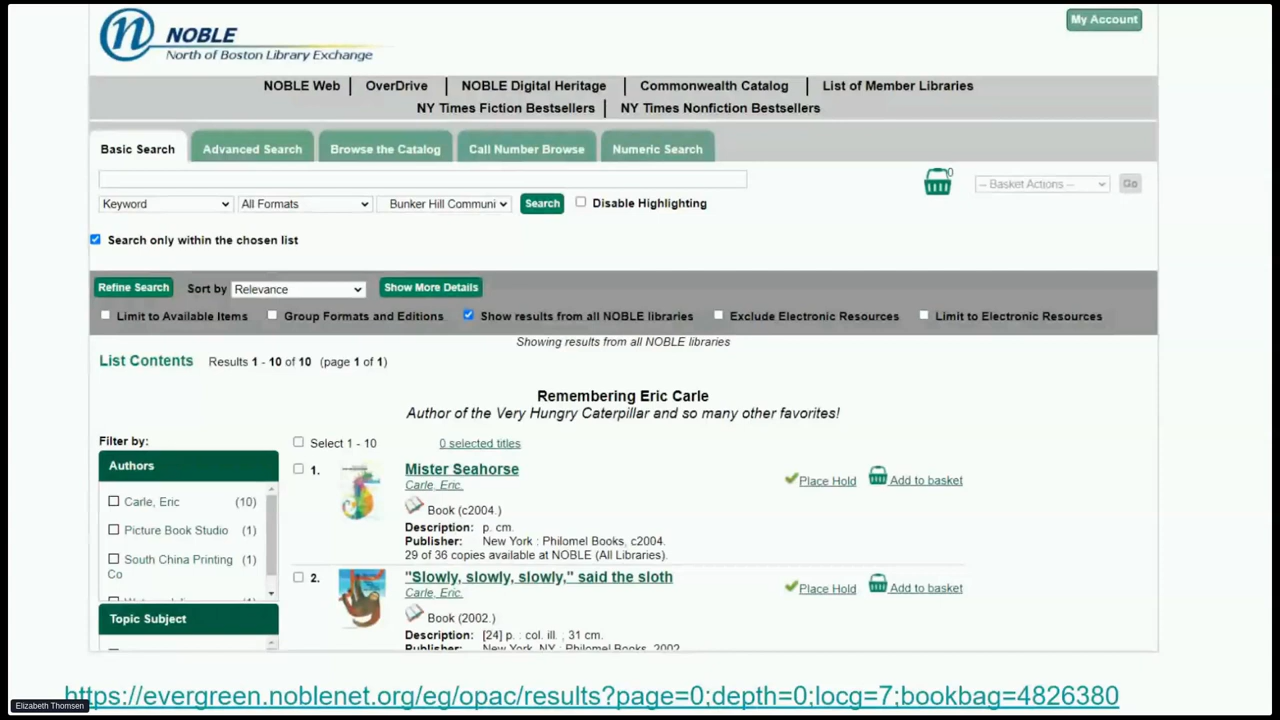 My Account
NOBLE
North of Boston Library Exchange
NOBLE Web | OverDrive | NOBLE Digital Heritage | Commonwealth Catalog | List of Member Libraries
NY Times Fiction Bestsellers | NY Times Nonfiction Bestsellers
Basic Search Advanced Search Browse the Catalog Call Number Browse Numeric Search
0 -- Basket Actions -- Go
Keyword All Formats Bunker Hill Communi Search Disable Highlighting
Search only within the chosen list
Refine Search Sort by Relevance Show More Details
Limit to Available Items Group Formats and Editions Show results from all NOBLE libraries Exclude Electronic Resources Limit to Electronic Resources
Showing results from all NOBLE libraries
List Contents Results 1 - 10 of 10 (page 1 of 1)
Remembering Eric Carle
Author of the Very Hungry Caterpillar and so many other favorites!
Filter by:
Authors
Carle, Eric (10)
Picture Book Studio (1)
South China Printing (1)
Co
Topic Subject
Select 1 - 10 0 selected titles
1. Mister Seahorse
Carle, Eric.
Place Hold Add to basket
Book (c2004.)
Description: p. cm.
Publisher: New York : Philomel Books, c2004.
29 of 36 copies available at NOBLE (All Libraries).
2. "Slowly, slowly, slowly," said the sloth
Carle, Eric.
Place Hold Add to basket
Book (2002.)
Description: [24] p. : col. ill. ; 31 cm.
Publisher: New York, NY : Philomel Books, 2002
https://evergreen.noblenet.org/eg/opac/results?page=0;depth=0;locg=7;bookbag=4826380
Elizabeth Thomsen